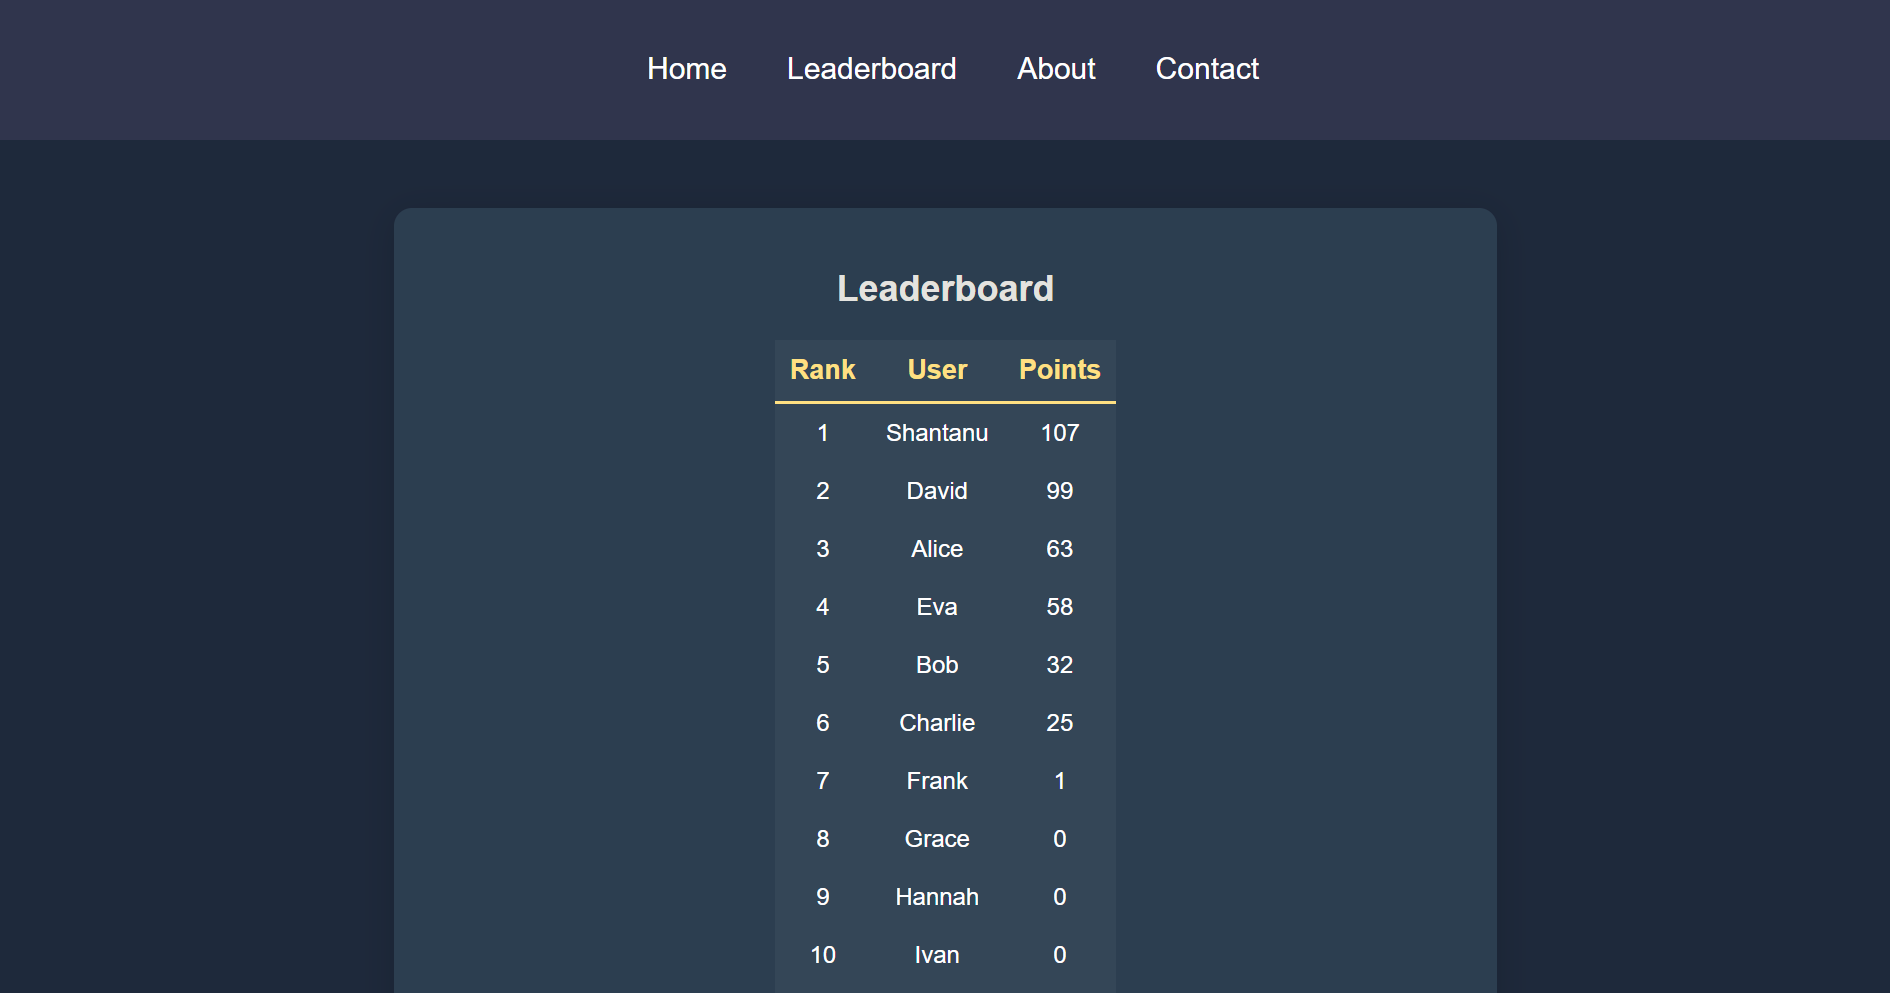 Home Leaderboard About Contact
Leaderboard
Rank User Points
1 Shantanu 107
2 David 99
3 Alice 63
4 Eva 58
5 Bob 32
6 Charlie 25
7 Frank 1
8 Grace 0
9 Hannah 0
10 Ivan 0